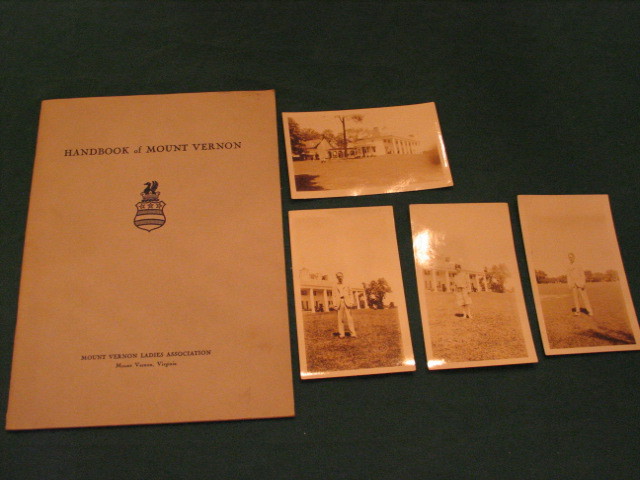 HANDBOOK of MOUNT VERNON
MOUNT VERNON LADIES ASSOCIATION
Mount Vernon, Virginia